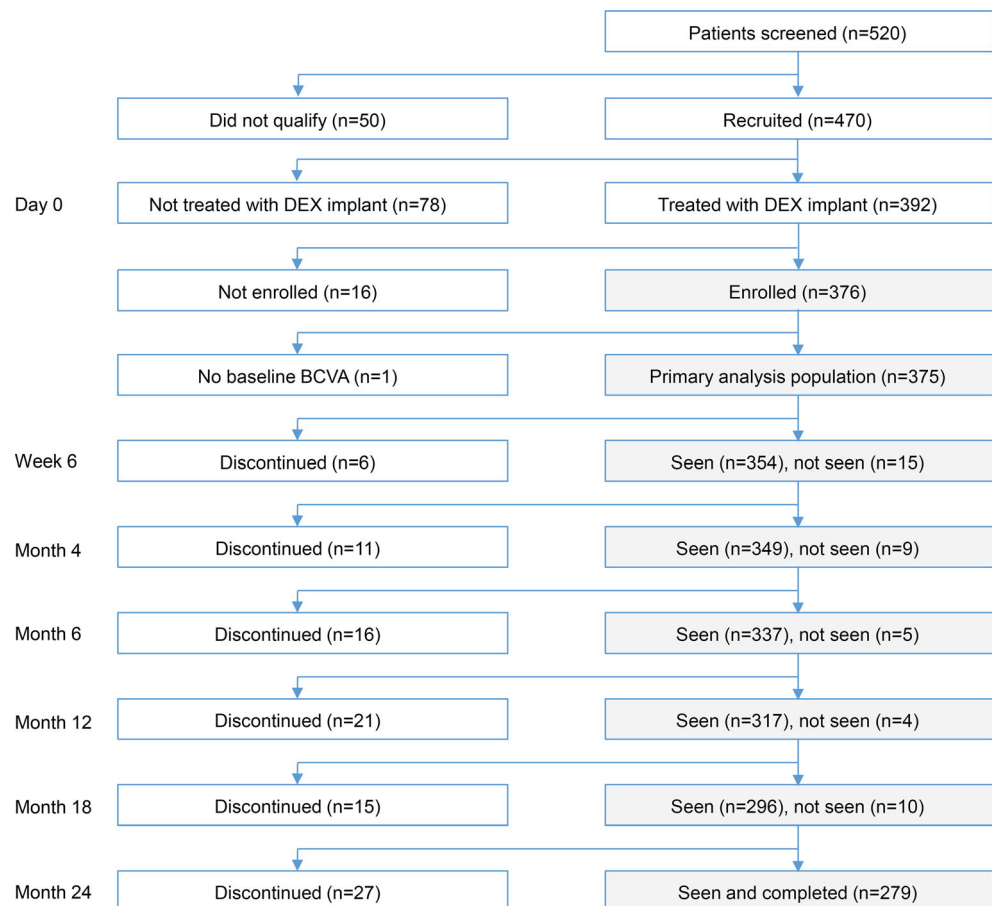 Patients screened (n=520)
Did not qualify (n=50)
Recruited (n=470)
Day 0
Not treated with DEX implant (n=78)
Treated with DEX implant (n=392)
Not enrolled (n=16)
Enrolled (n=376)
No baseline BCVA (n=1)
Primary analysis population (n=375)
Week 6
Discontinued (n=6)
Seen (n=354), not seen (n=15)
Month 4
Discontinued (n=11)
Seen (n=349), not seen (n=9)
Month 6
Discontinued (n=16)
Seen (n=337), not seen (n=5)
Month 12
Discontinued (n=21)
Seen (n=317), not seen (n=4)
Month 18
Discontinued (n=15)
Seen (n=296), not seen (n=10)
Month 24
Discontinued (n=27)
Seen and completed (n=279)